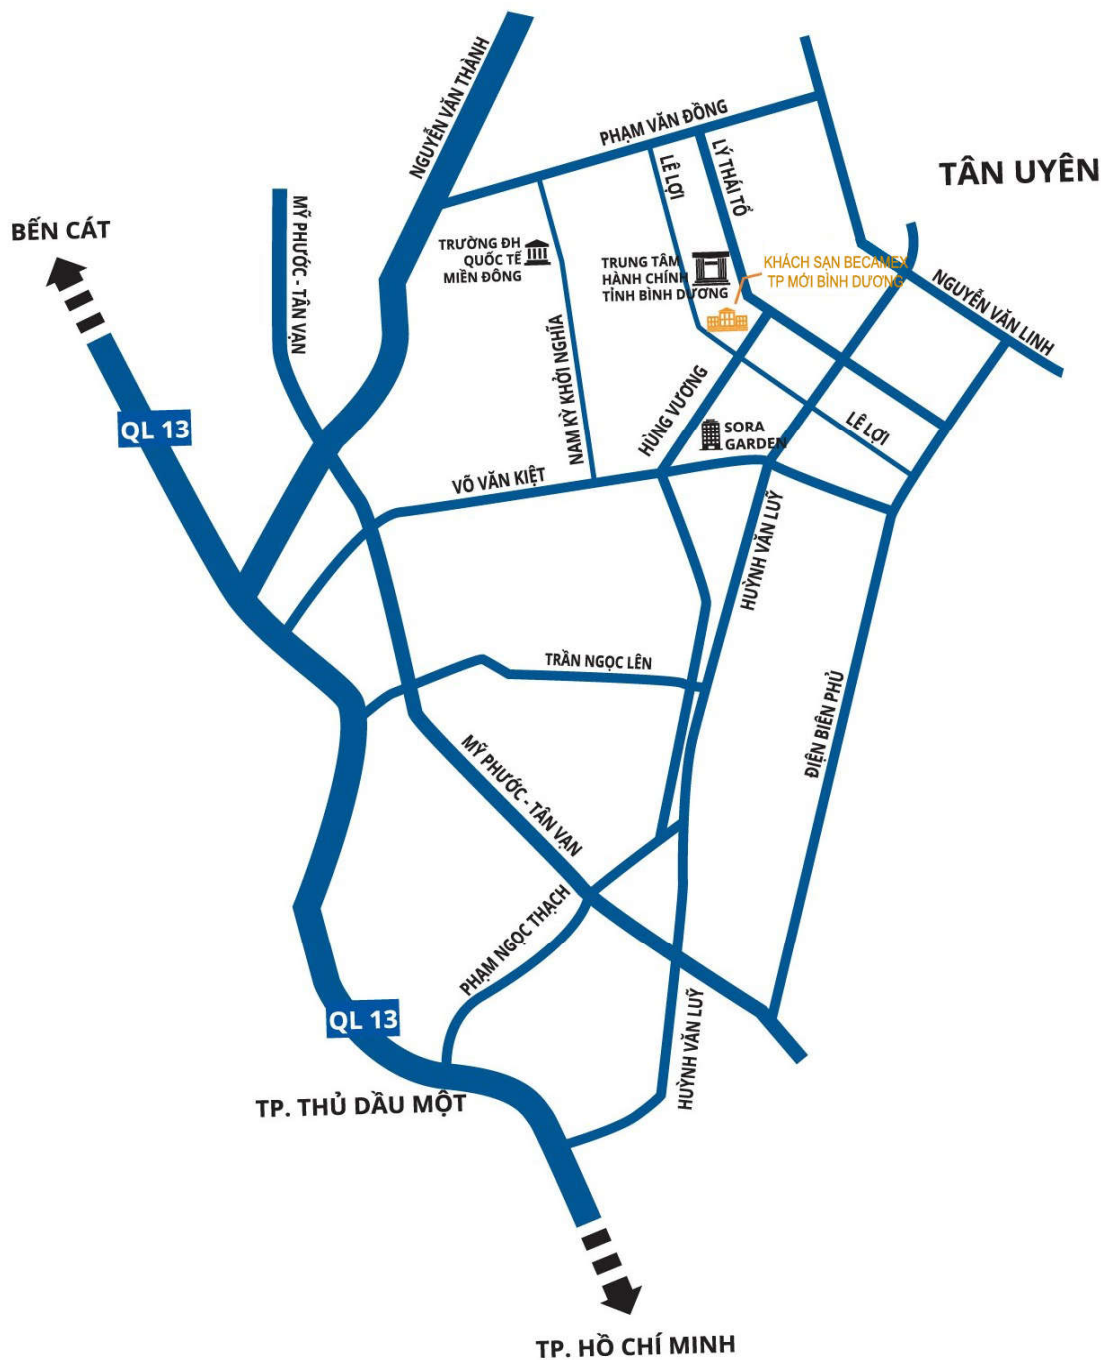 NGUYỄN VĂN THÀNH
PHẠM VĂN ĐỒNG
LÊ LỢI
LÝ THÁI TỔ
TÂN UYÊN
BẾN CÁT
MỸ PHƯỚC - TÂN VẠN
TRƯỜNG ĐH
QUỐC TẾ
MIỀN ĐÔNG
TRUNG TÂM
HÀNH CHÍNH
TỈNH BÌNH DƯƠNG
KHÁCH SẠN BECAMEX
TP MỚI BÌNH DƯƠNG
NGUYỄN VĂN LINH
NAM KỲ KHỞI NGHĨA
HÙNG VƯƠNG
QL 13
SORA
GARDEN
LÊ LỢI
VÕ VĂN KIỆT
HUỲNH VĂN LUỸ
TRẦN NGỌC LÊN
ĐIỆN BIÊN PHỦ
MỸ PHƯỚC - TÂN VẠN
PHẠM NGỌC THẠCH
QL 13
HUỲNH VĂN LUỸ
TP. THỦ DẦU MỘT
TP. HỒ CHÍ MINH